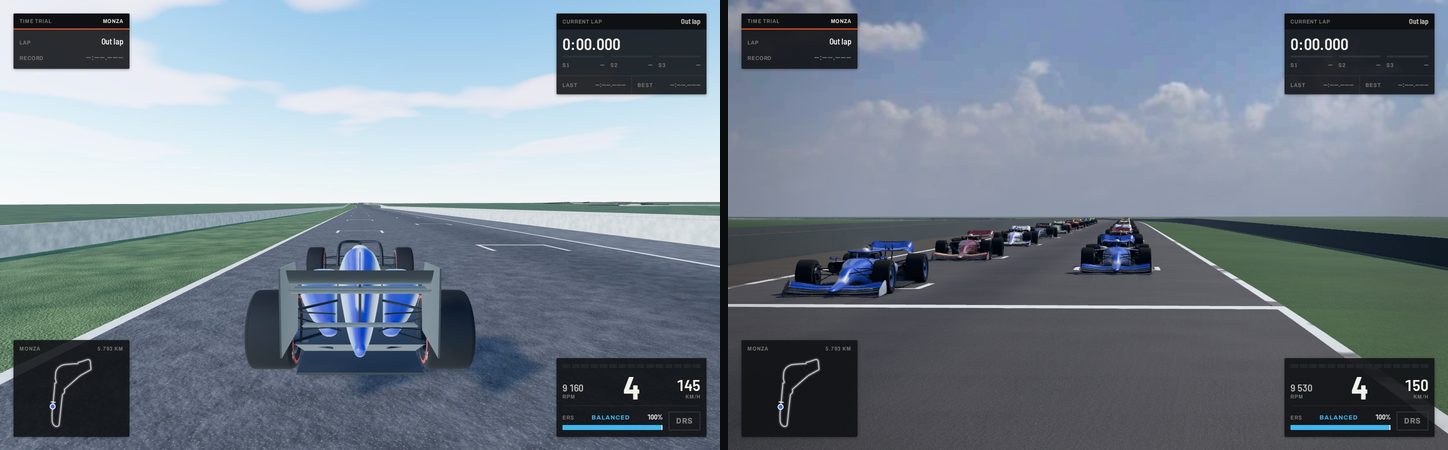 TIME TRIAL MONZA
LAP Out lap
RECORD –:––.–––
CURRENT LAP Out lap
0:00.000
S1 – S2 – S3 –
LAST –:––.––– BEST –:––.–––
MONZA 5.793 KM
9 160 RPM 4 145 KM/H
ERS BALANCED 100% DRS
TIME TRIAL MONZA
LAP Out lap
RECORD –:––.–––
CURRENT LAP Out lap
0:00.000
S1 – S2 – S3 –
LAST –:––.––– BEST –:––.–––
MONZA 5.793 KM
9 530 RPM 4 150 KM/H
ERS BALANCED 100% DRS